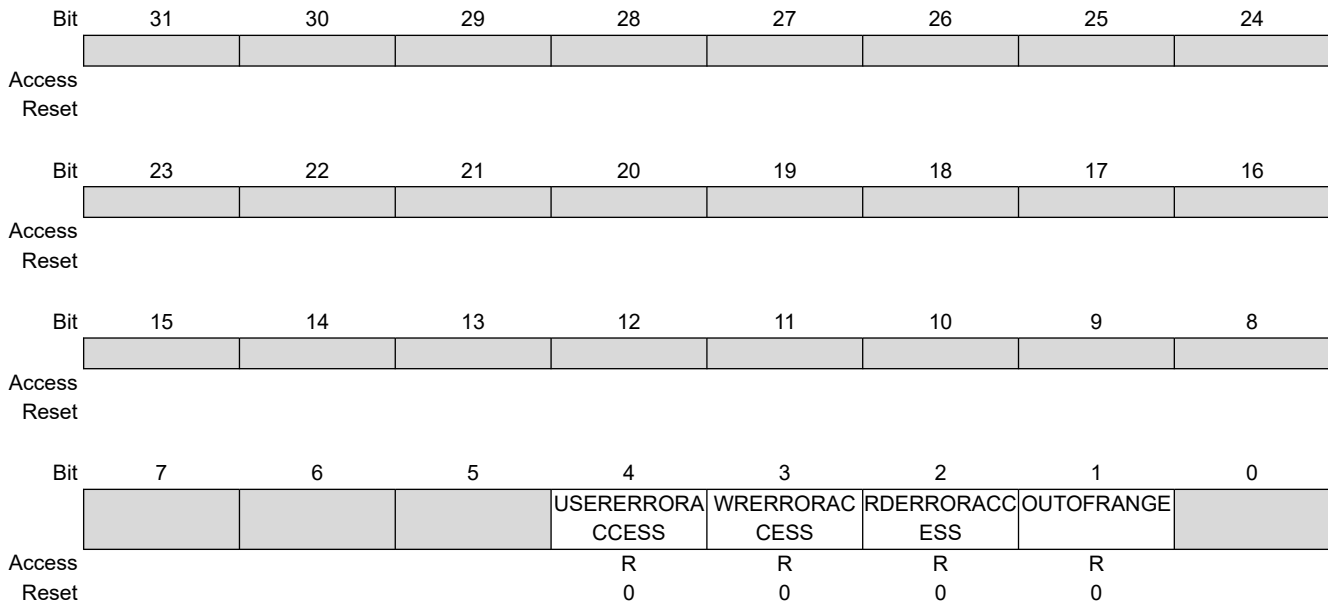 Bit 31 30 29 28 27 26 25 24
Access
Reset
Bit 23 22 21 20 19 18 17 16
Access
Reset
Bit 15 14 13 12 11 10 9 8
Access
Reset
Bit 7 6 5 4 3 2 1 0
USERERRORA WRERRORAC RDERRORACC OUTOFRANGE
CCESS CESS ESS
Access R R R R
Reset 0 0 0 0